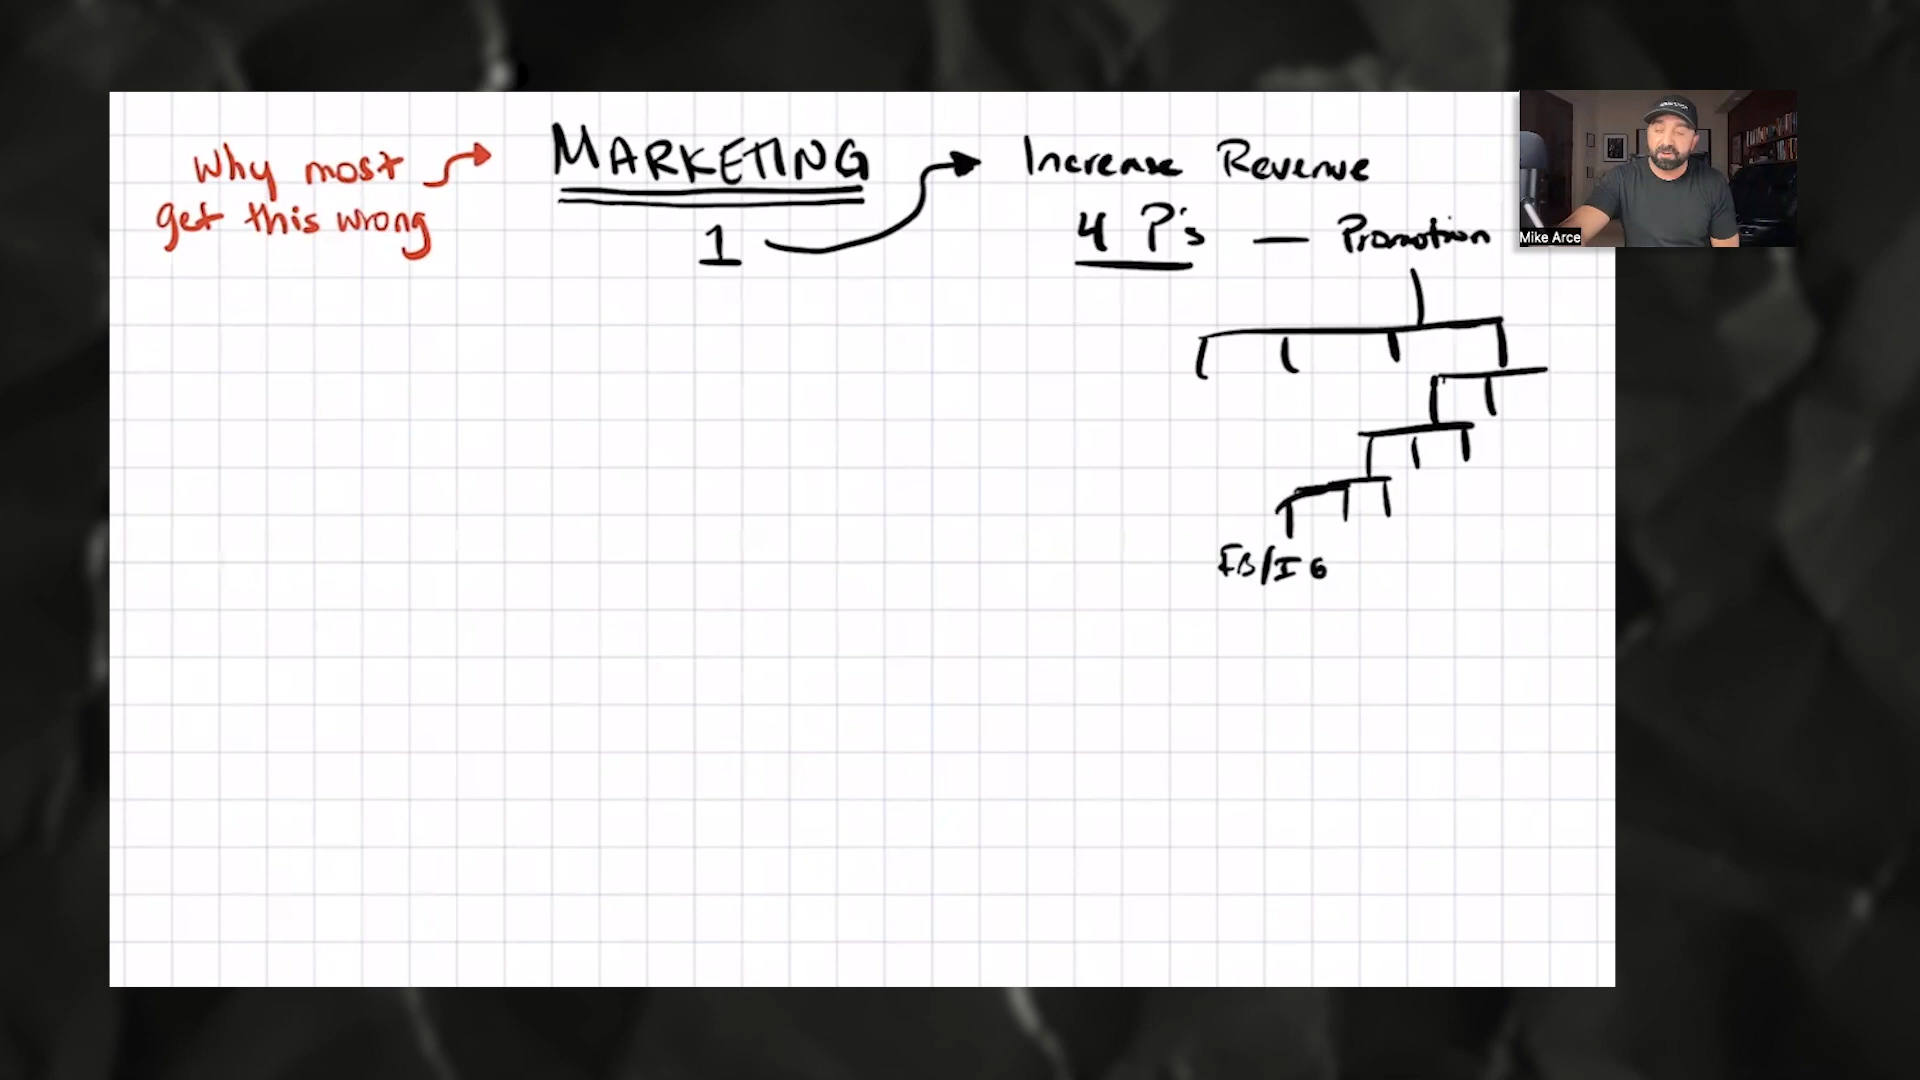 Why most
get this wrong
MARKETING
1
Increase Revenue
4 P's — Promotion
FB/IG
Mike Arce